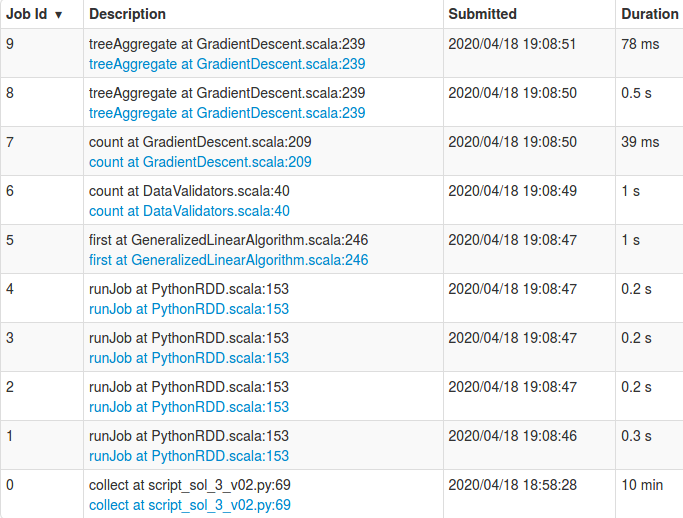 Job Id ▼ Description Submitted Duration
9 treeAggregate at GradientDescent.scala:239 2020/04/18 19:08:51 78 ms
treeAggregate at GradientDescent.scala:239
8 treeAggregate at GradientDescent.scala:239 2020/04/18 19:08:50 0.5 s
treeAggregate at GradientDescent.scala:239
7 count at GradientDescent.scala:209 2020/04/18 19:08:50 39 ms
count at GradientDescent.scala:209
6 count at DataValidators.scala:40 2020/04/18 19:08:49 1 s
count at DataValidators.scala:40
5 first at GeneralizedLinearAlgorithm.scala:246 2020/04/18 19:08:47 1 s
first at GeneralizedLinearAlgorithm.scala:246
4 runJob at PythonRDD.scala:153 2020/04/18 19:08:47 0.2 s
runJob at PythonRDD.scala:153
3 runJob at PythonRDD.scala:153 2020/04/18 19:08:47 0.2 s
runJob at PythonRDD.scala:153
2 runJob at PythonRDD.scala:153 2020/04/18 19:08:47 0.2 s
runJob at PythonRDD.scala:153
1 runJob at PythonRDD.scala:153 2020/04/18 19:08:46 0.3 s
runJob at PythonRDD.scala:153
0 collect at script_sol_3_v02.py:69 2020/04/18 18:58:28 10 min
collect at script_sol_3_v02.py:69